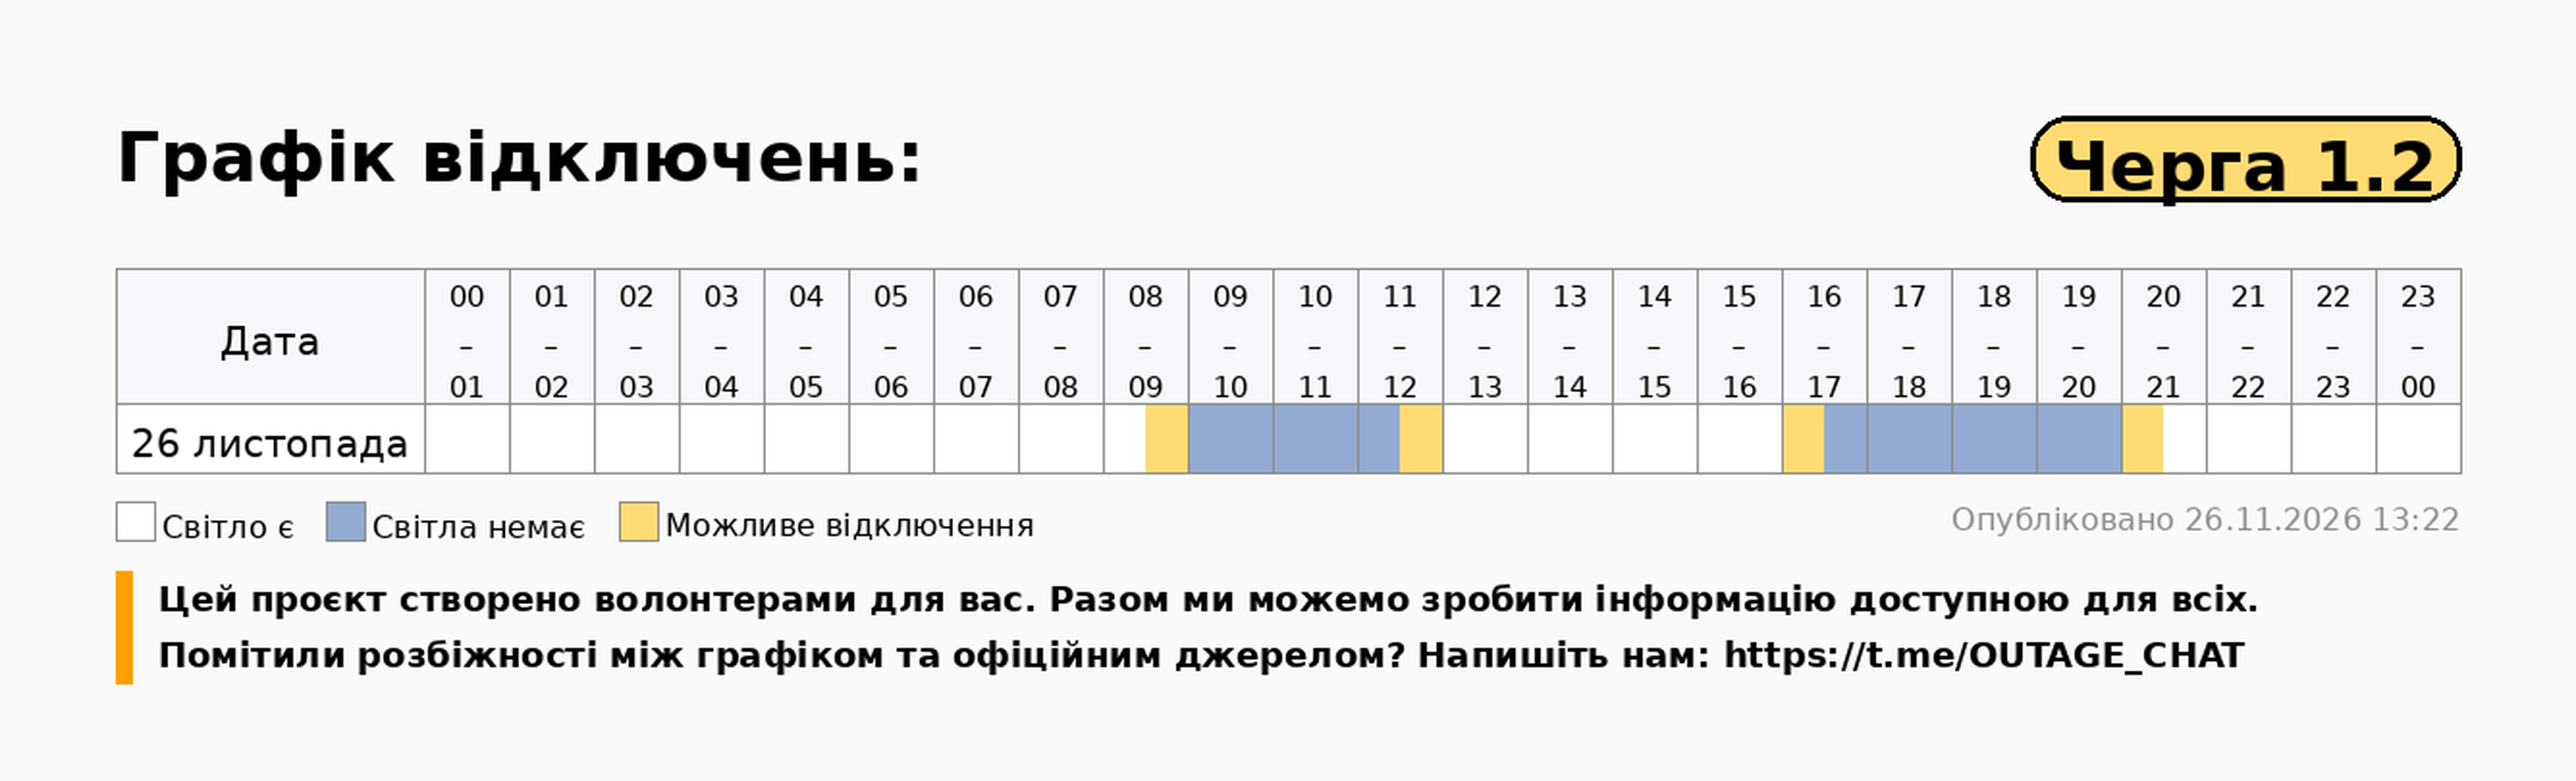 Графік відключень:
Черга 1.2
Дата 00 – 01 01 – 02 02 – 03 03 – 04 04 – 05 05 – 06 06 – 07 07 – 08 08 – 09 09 – 10 10 – 11 11 – 12 12 – 13 13 – 14 14 – 15 15 – 16 16 – 17 17 – 18 18 – 19 19 – 20 20 – 21 21 – 22 22 – 23 23 – 00
26 листопада
Світло є Світла немає Можливе відключення
Опубліковано 26.11.2026 13:22
Цей проєкт створено волонтерами для вас. Разом ми можемо зробити інформацію доступною для всіх.
Помітили розбіжності між графіком та офіційним джерелом? Напишіть нам: https://t.me/OUTAGE_CHAT